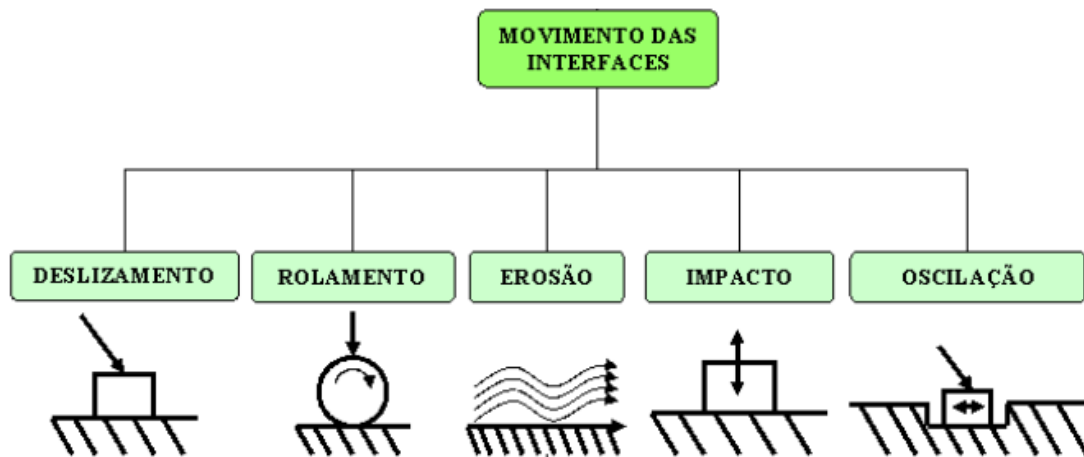 MOVIMENTO DAS
INTERFACES
DESLIZAMENTO
ROLAMENTO
EROSÃO
IMPACTO
OSCILAÇÃO